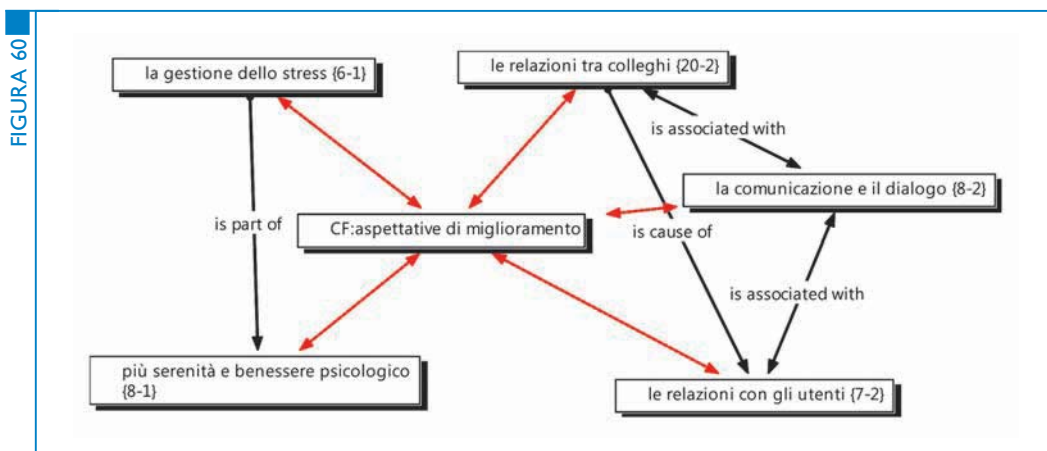 FIGURA 60
la gestione dello stress {6-1}
le relazioni tra colleghi {20-2}
is associated with
la comunicazione e il dialogo {8-2}
is part of
CF:aspettative di miglioramento
is cause of
is associated with
più serenità e benessere psicologico
{8-1}
le relazioni con gli utenti {7-2}